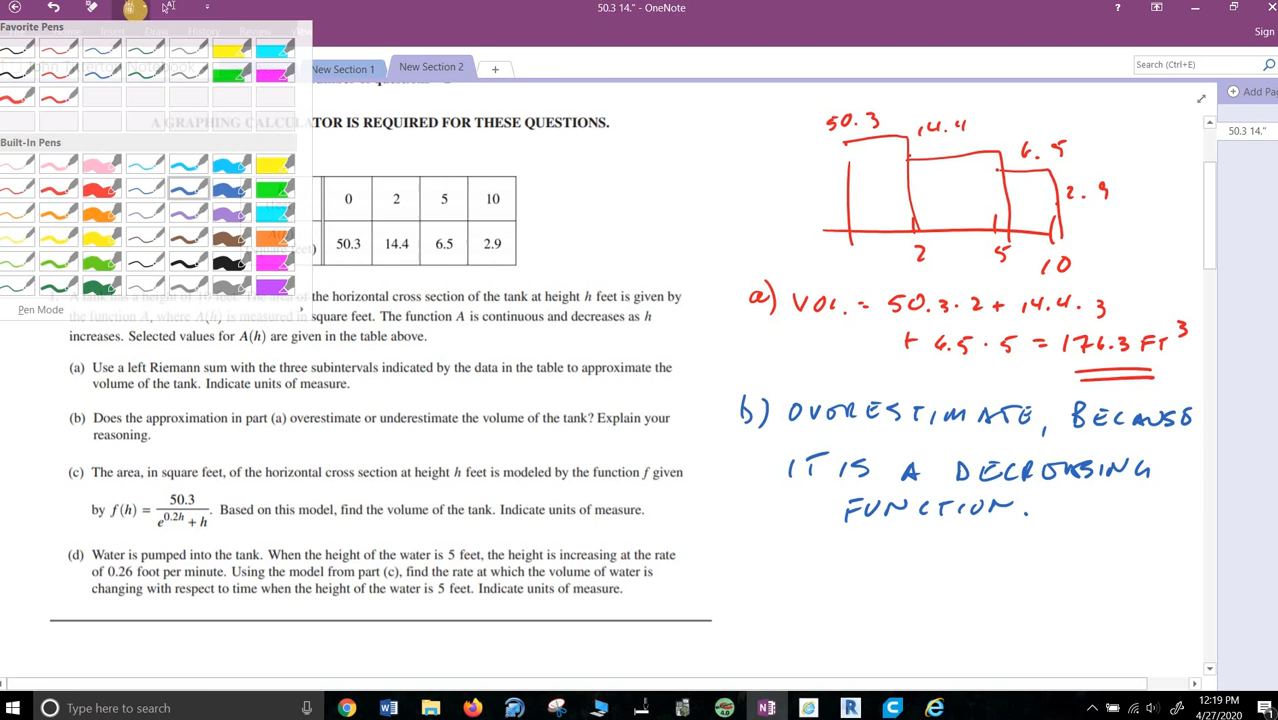 50.3 14." - OneNote
Sign
Favorite Pens
New Section 1
New Section 2
+
Search (Ctrl+E)
Add Pa
50.3 14."
A GRAPHING CALCULATOR IS REQUIRED FOR THESE QUESTIONS.
Built-In Pens
0 2 5 10
50.3 14.4 6.5 2.9
Pen Mode
the horizontal cross section of the tank at height h feet is given by
the function A, where A(h) is measured in square feet. The function A is continuous and decreases as h
increases. Selected values for A(h) are given in the table above.
(a) Use a left Riemann sum with the three subintervals indicated by the data in the table to approximate the
volume of the tank. Indicate units of measure.
(b) Does the approximation in part (a) overestimate or underestimate the volume of the tank? Explain your
reasoning.
(c) The area, in square feet, of the horizontal cross section at height h feet is modeled by the function f given
by f(h) = 50.3 / (e^0.2h + h). Based on this model, find the volume of the tank. Indicate units of measure.
(d) Water is pumped into the tank. When the height of the water is 5 feet, the height is increasing at the rate
of 0.26 foot per minute. Using the model from part (c), find the rate at which the volume of water is
changing with respect to time when the height of the water is 5 feet. Indicate units of measure.
50.3
14.4
6.5
2.9
2 5 10
a) VOL. = 50.3 · 2 + 14.4 · 3
+ 6.5 · 5 = 176.3 FT³
b) OVERESTIMATE, BECAUSE
IT IS A DECREASING
FUNCTION.
Type here to search
12:19 PM
4/27/2020